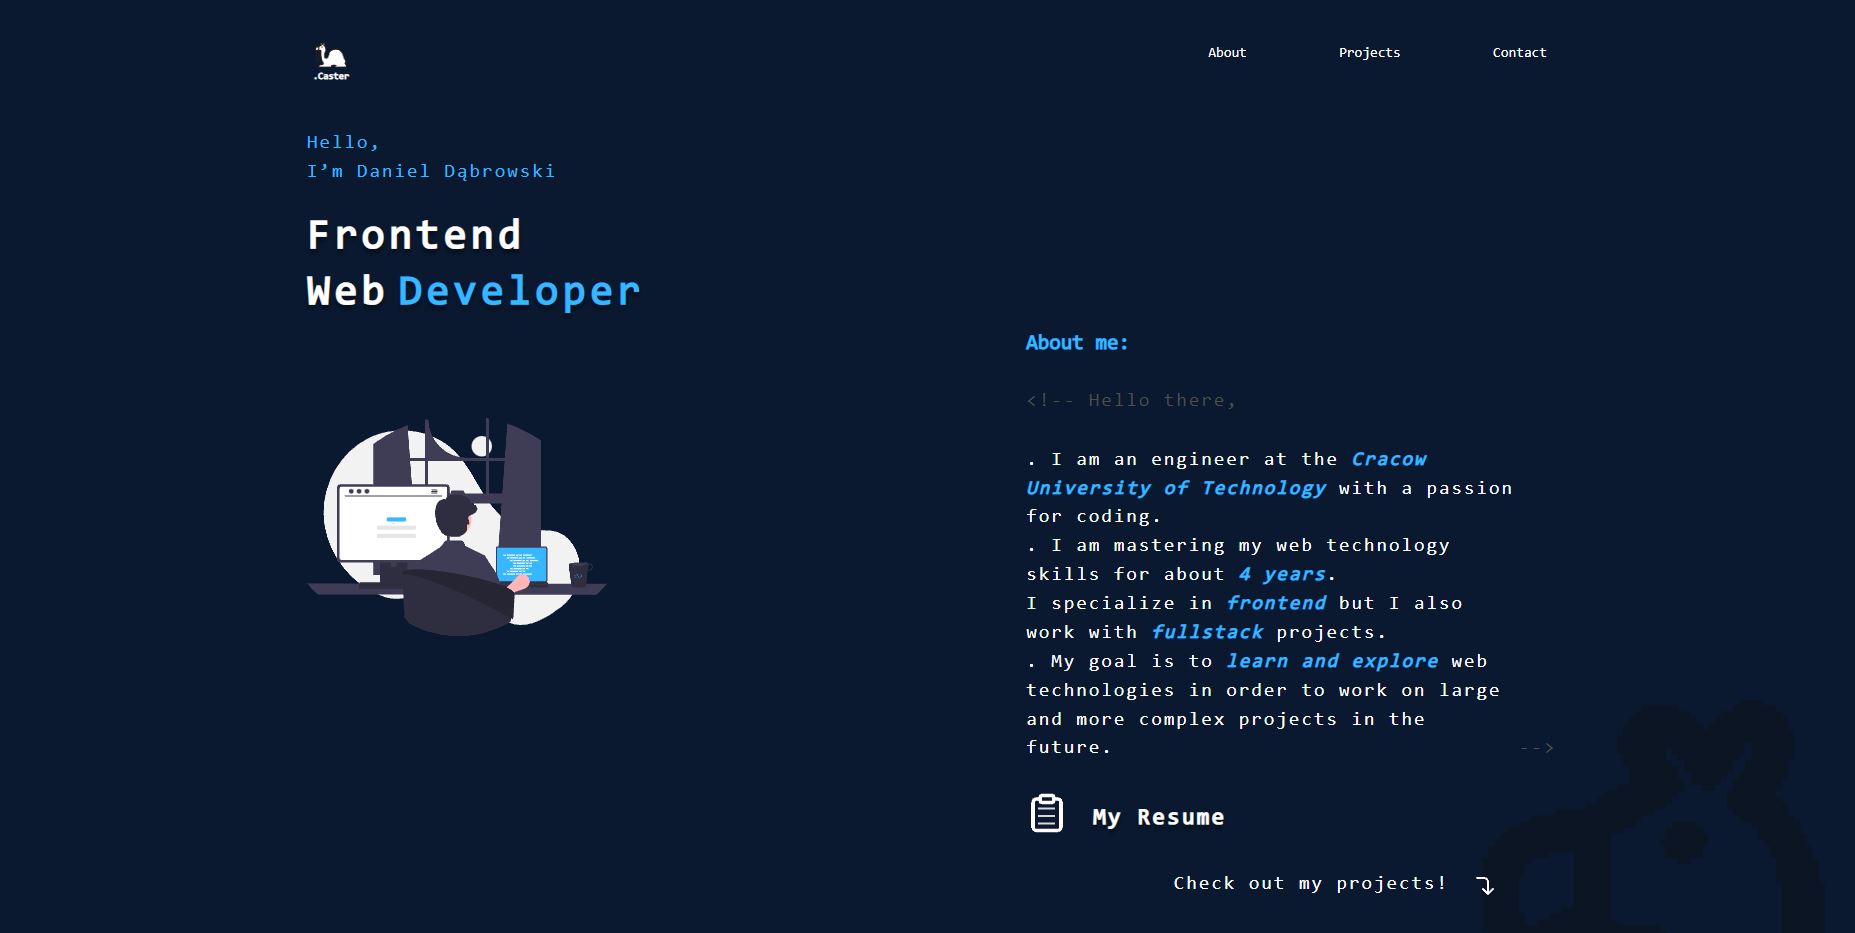 .Caster
About
Projects
Contact
Hello,
I’m Daniel Dąbrowski
Frontend
Web Developer
About me:
<!-- Hello there,
. I am an engineer at the Cracow
University of Technology with a passion
for coding.
. I am mastering my web technology
skills for about 4 years.
I specialize in frontend but I also
work with fullstack projects.
. My goal is to learn and explore web
technologies in order to work on large
and more complex projects in the
future. -->
My Resume
Check out my projects!